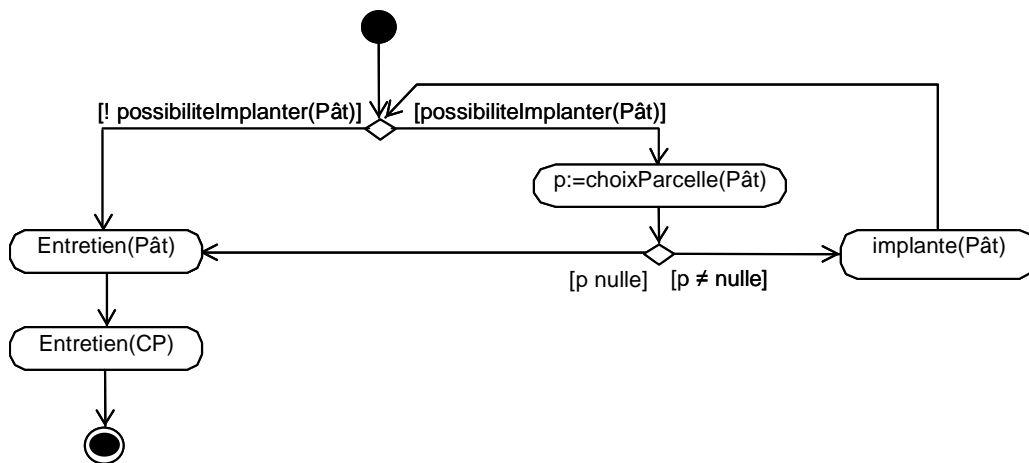 [! possibiliteImplanter(Pât)]
[possibiliteImplanter(Pât)]
p:=choixParcelle(Pât)
Entretien(Pât)
implante(Pât)
[p nulle]
[p ≠ nulle]
Entretien(CP)